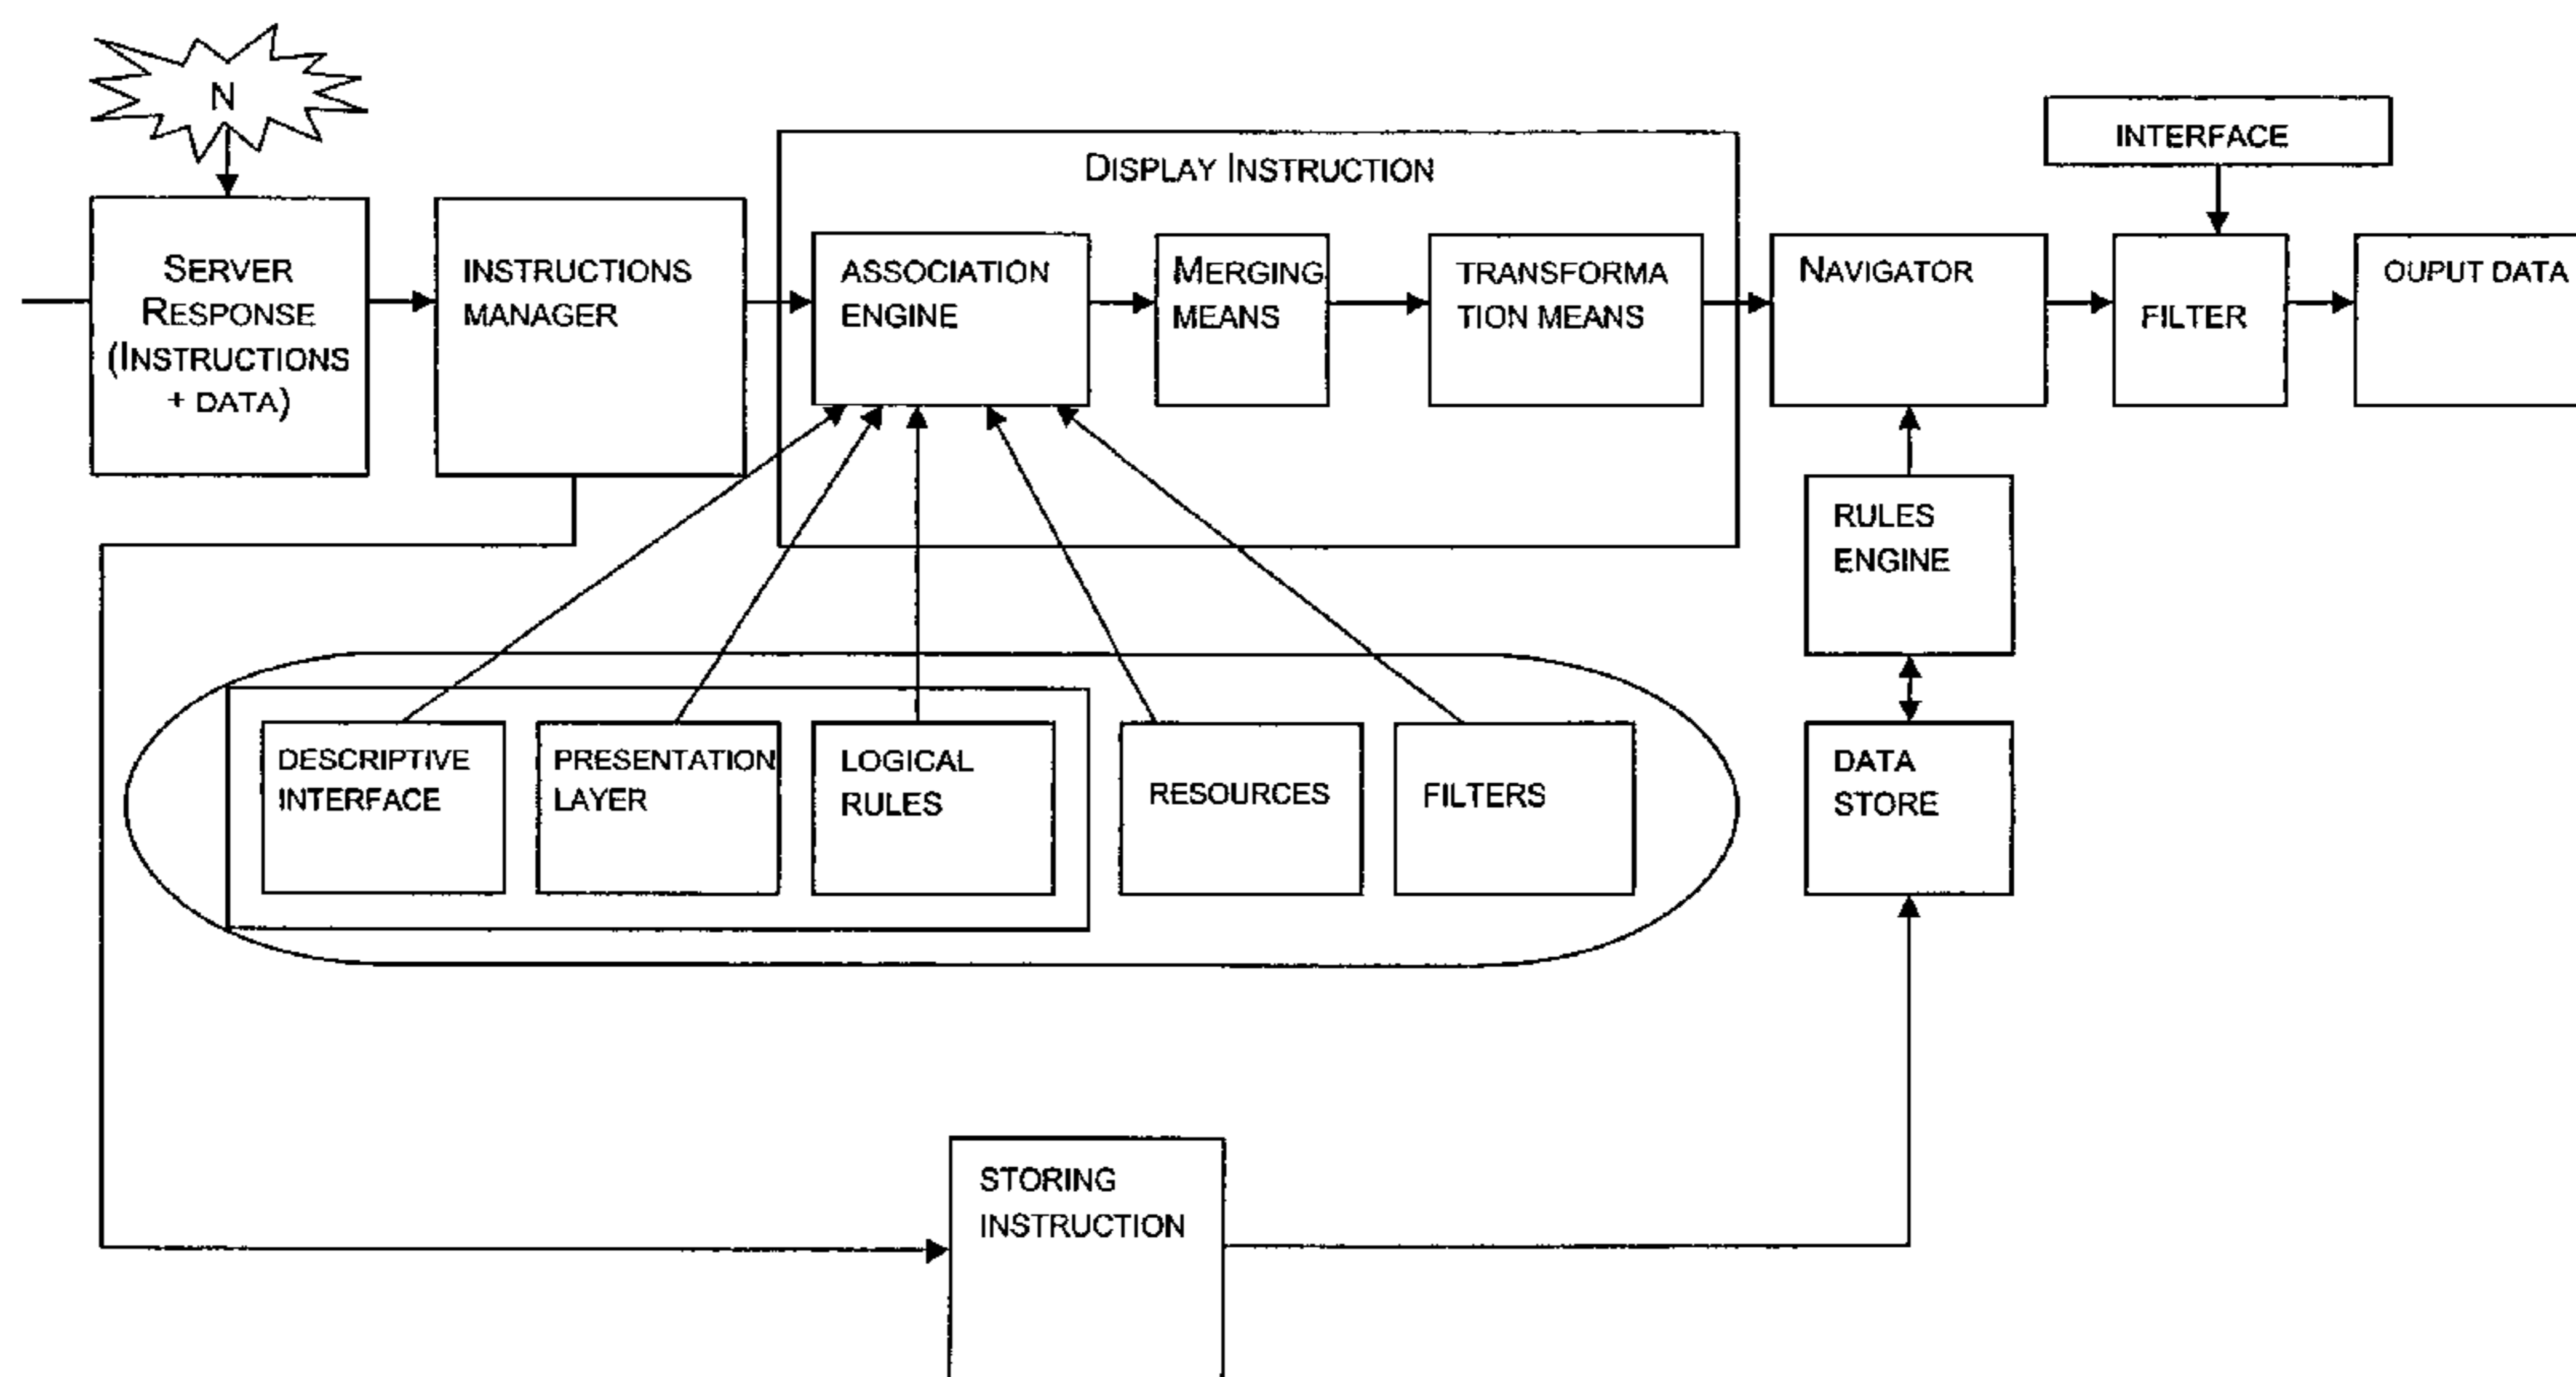 N
DISPLAY INSTRUCTION
INTERFACE
SERVER
RESPONSE
(INSTRUCTIONS
+ DATA)
INSTRUCTIONS
MANAGER
ASSOCIATION
ENGINE
MERGING
MEANS
TRANSFORMA
TION MEANS
NAVIGATOR
FILTER
OUPUT DATA
RULES
ENGINE
DESCRIPTIVE
INTERFACE
PRESENTATION
LAYER
LOGICAL
RULES
RESOURCES
FILTERS
DATA
STORE
STORING
INSTRUCTION